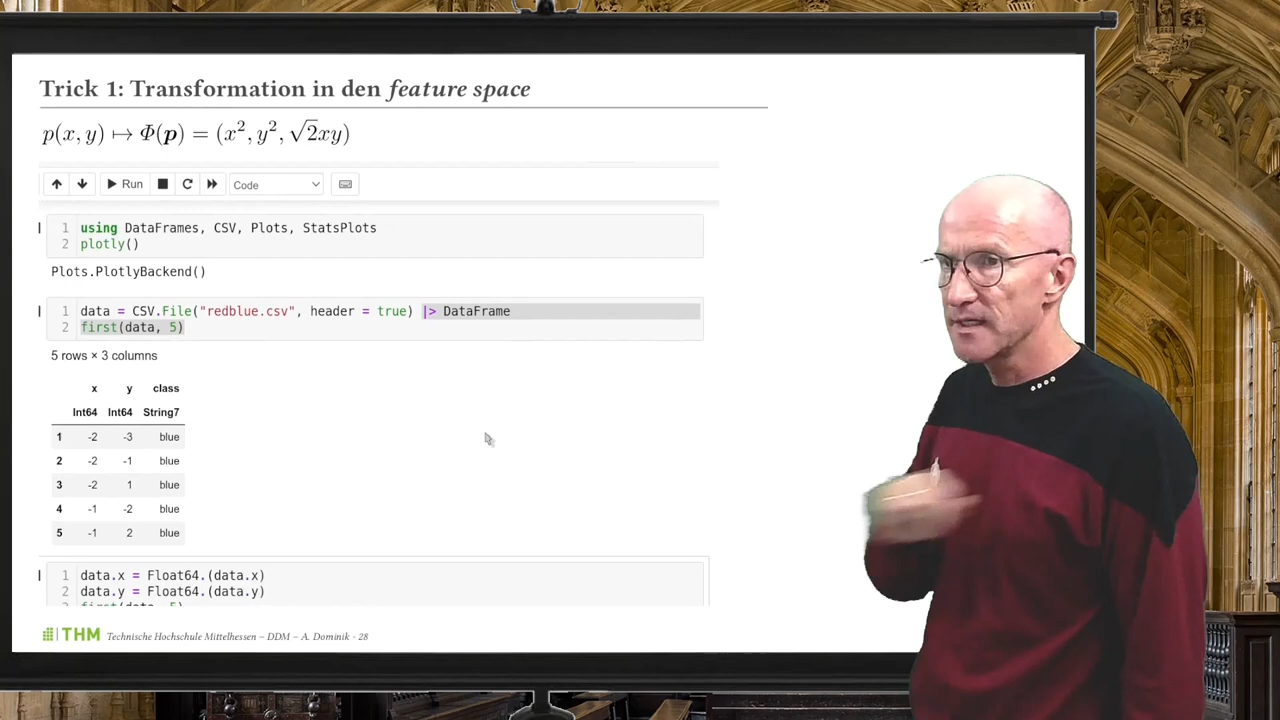 Trick 1: Transformation in den feature space
p(x, y) ↦ Φ(p) = (x², y², √2xy)
Run
Code
1 using DataFrames, CSV, Plots, StatsPlots
2 plotly()
Plots.PlotlyBackend()
1 data = CSV.File("redblue.csv", header = true) |> DataFrame
2 first(data, 5)
5 rows × 3 columns
x y class
Int64 Int64 String7
1 -2 -3 blue
2 -2 -1 blue
3 -2 1 blue
4 -1 -2 blue
5 -1 2 blue
1 data.x = Float64.(data.x)
2 data.y = Float64.(data.y)
THM Technische Hochschule Mittelhessen – DDM – A. Dominik - 28